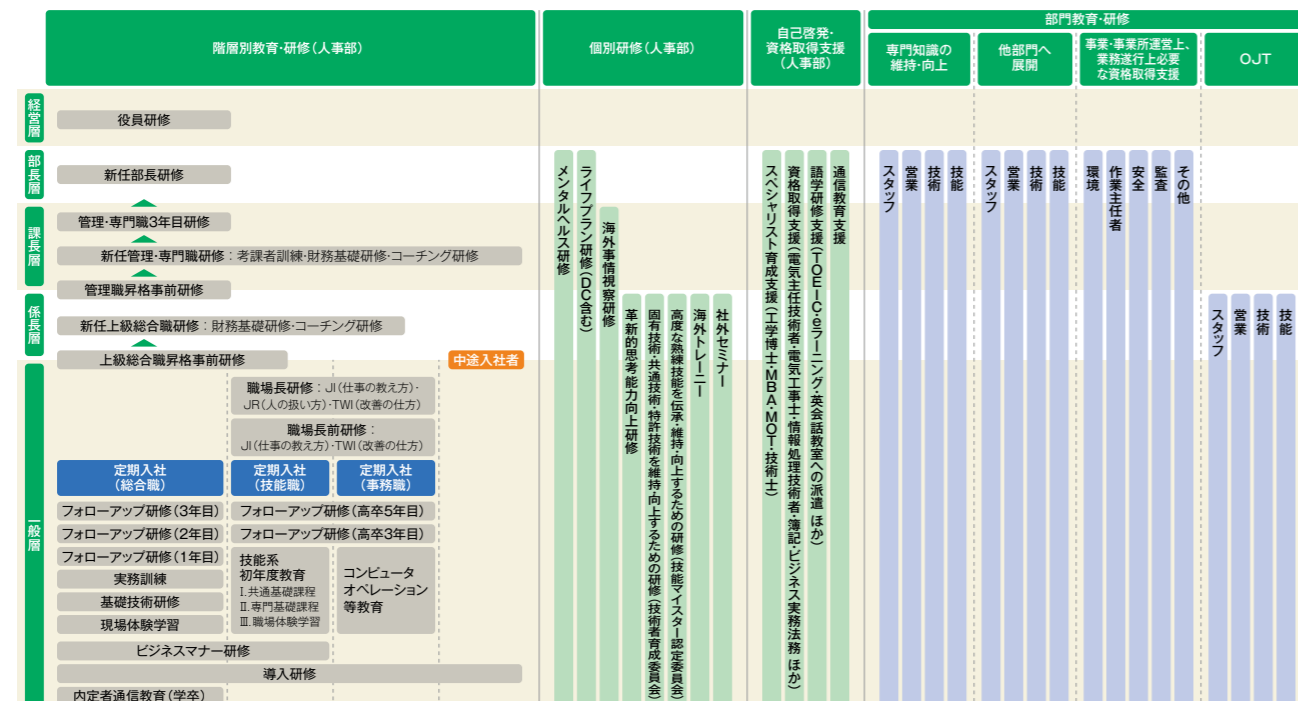 階層別教育・研修（人事部）
個別研修（人事部）
自己啓発・
資格取得支援
（人事部）
部門教育・研修
専門知識の
維持・向上
他部門へ
展開
事業・事業所運営上、
業務遂行上必要
な資格取得支援
OJT
経営層
役員研修
部長層
新任部長研修
課長層
管理・専門職3年目研修
新任管理・専門職研修：考課者訓練・財務基礎研修・コーチング研修
管理職昇格事前研修
係長層
新任上級総合職研修：財務基礎研修・コーチング研修
上級総合職昇格事前研修
一般層
中途入社者
職場長研修：JI（仕事の教え方）・
JR（人の扱い方）・TWI（改善の仕方）
職場長前研修：
JI（仕事の教え方）・TWI（改善の仕方）
定期入社
（総合職）
定期入社
（技能職）
定期入社
（事務職）
フォローアップ研修（3年目）
フォローアップ研修（高卒5年目）
フォローアップ研修（2年目）
フォローアップ研修（高卒3年目）
フォローアップ研修（1年目）
実務訓練
基礎技術研修
現場体験学習
技能系
初年度教育
Ⅰ.共通基礎課程
Ⅱ.専門基礎課程
Ⅲ.職場体験学習
コンピュータ
オペレーション
等教育
ビジネスマナー研修
導入研修
内定者通信教育（学卒）
メンタルヘルス研修
ライフプラン研修（DC含む）
海外事情視察研修
革新的思考能力向上研修
固有技術・共通技術・特許技術を維持・向上するための研修（技術者育成委員会）
高度な熟練技能を伝承・維持・向上するための研修（技能マイスター認定委員会）
海外トレーニー
社外セミナー
スペシャリスト育成支援（工学博士・MBA・MOT・技術士）
資格取得支援（電気主任技術者・電気工事士・情報処理技術者・簿記・ビジネス実務法務 ほか）
語学研修支援（TOEIC・eラーニング・英会話教室への派遣 ほか）
通信教育支援
スタッフ
営業
技術
技能
スタッフ
営業
技術
技能
環境
作業主任者
安全
監査
その他
スタッフ
営業
技術
技能